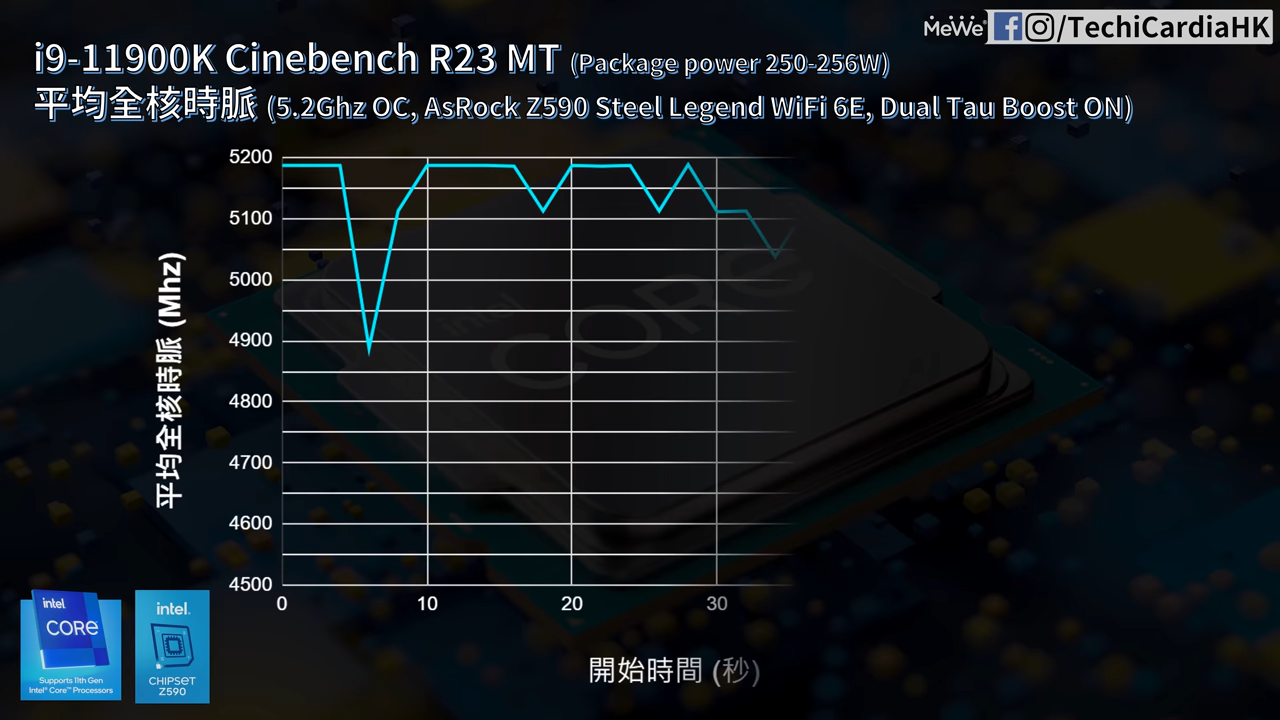 MeWe /TechiCardiaHK
i9-11900K Cinebench R23 MT (Package power 250-256W)
平均全核時脈 (5.2Ghz OC, AsRock Z590 Steel Legend WiFi 6E, Dual Tau Boost ON)
平均全核時脈 (Mhz)
5200
5100
5000
4900
4800
4700
4600
4500
0 10 20 30
開始時間 (秒)
intel
CORE
intel
CORE
Supports 11th Gen
Intel® Core™ Processors
intel.
CHIPSET
Z590